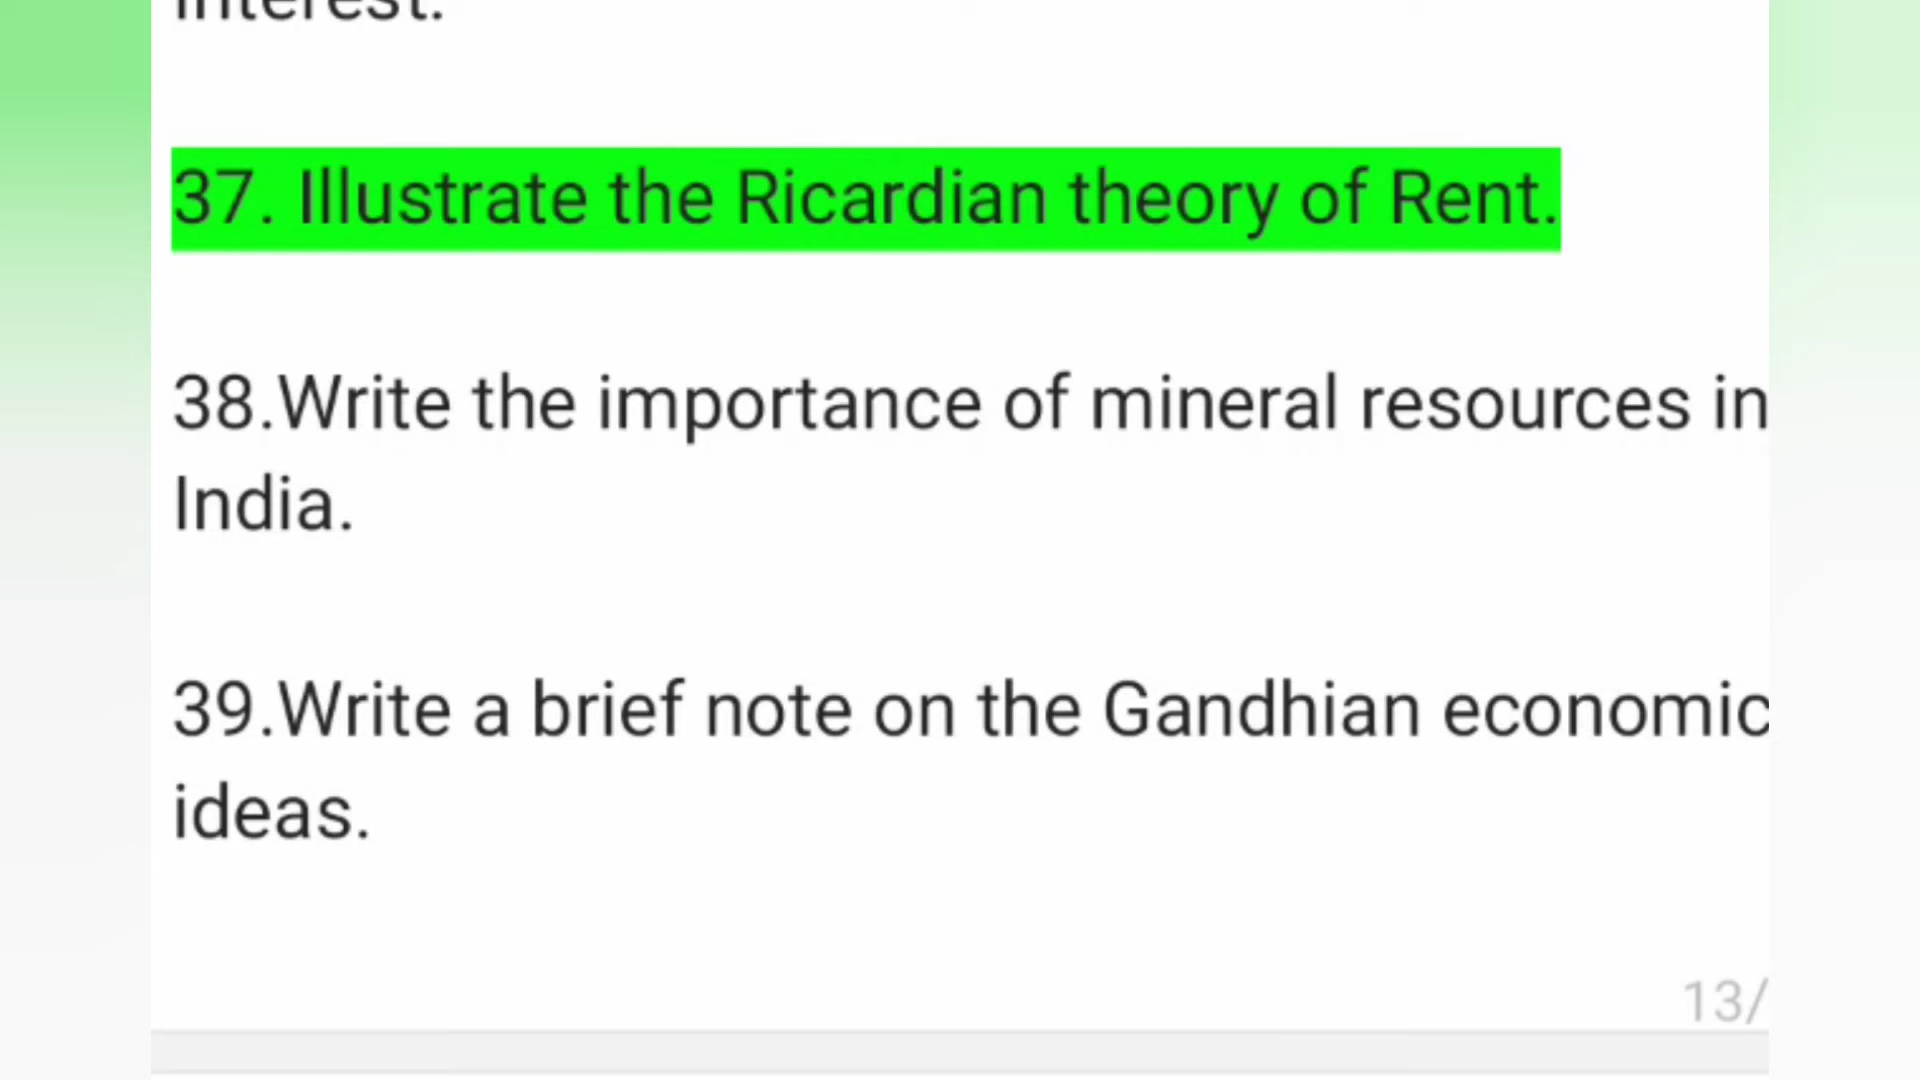 interest.
37. Illustrate the Ricardian theory of Rent.
38.Write the importance of mineral resources in
India.
39.Write a brief note on the Gandhian economic
ideas.
13/